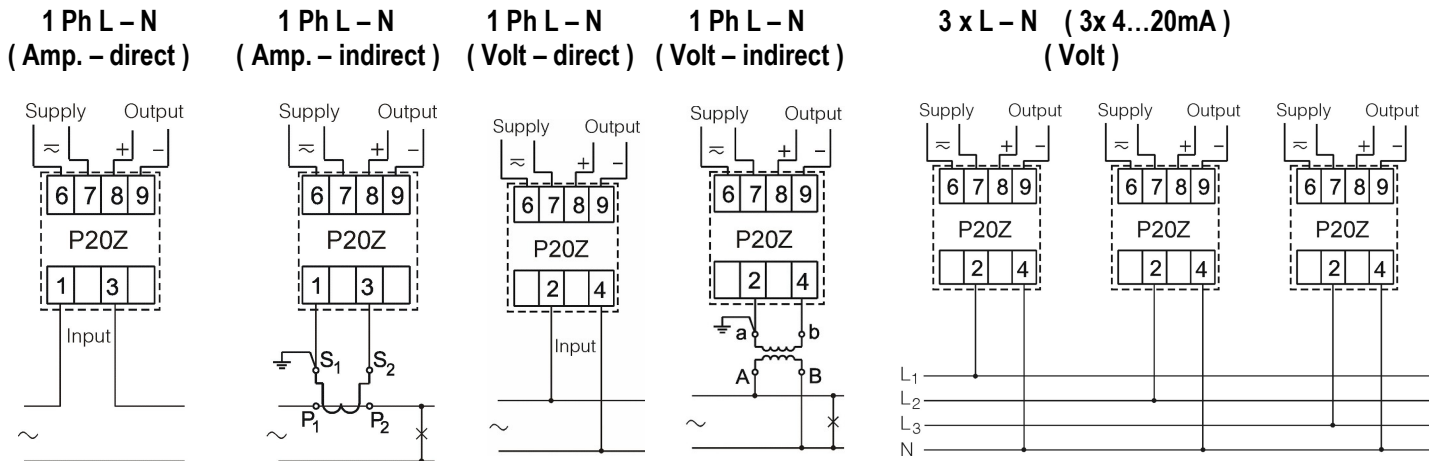 1 Ph L – N
( Amp. – direct )
Supply Output
≂ + –
6 7 8 9
P20Z
1 3
Input
~
1 Ph L – N
( Amp. – indirect )
Supply Output
≂ + –
6 7 8 9
P20Z
1 3
S1 S2
P1 P2
~
1 Ph L – N
( Volt – direct )
Supply Output
≂ + –
6 7 8 9
P20Z
2 4
Input
~
1 Ph L – N
( Volt – indirect )
Supply Output
≂ + –
6 7 8 9
P20Z
2 4
a b
A B
~
3 x L – N ( 3x 4…20mA )
( Volt )
Supply Output
≂ + –
6 7 8 9
P20Z
2 4
Supply Output
≂ + –
6 7 8 9
P20Z
2 4
Supply Output
≂ + –
6 7 8 9
P20Z
2 4
L1
L2
L3
N